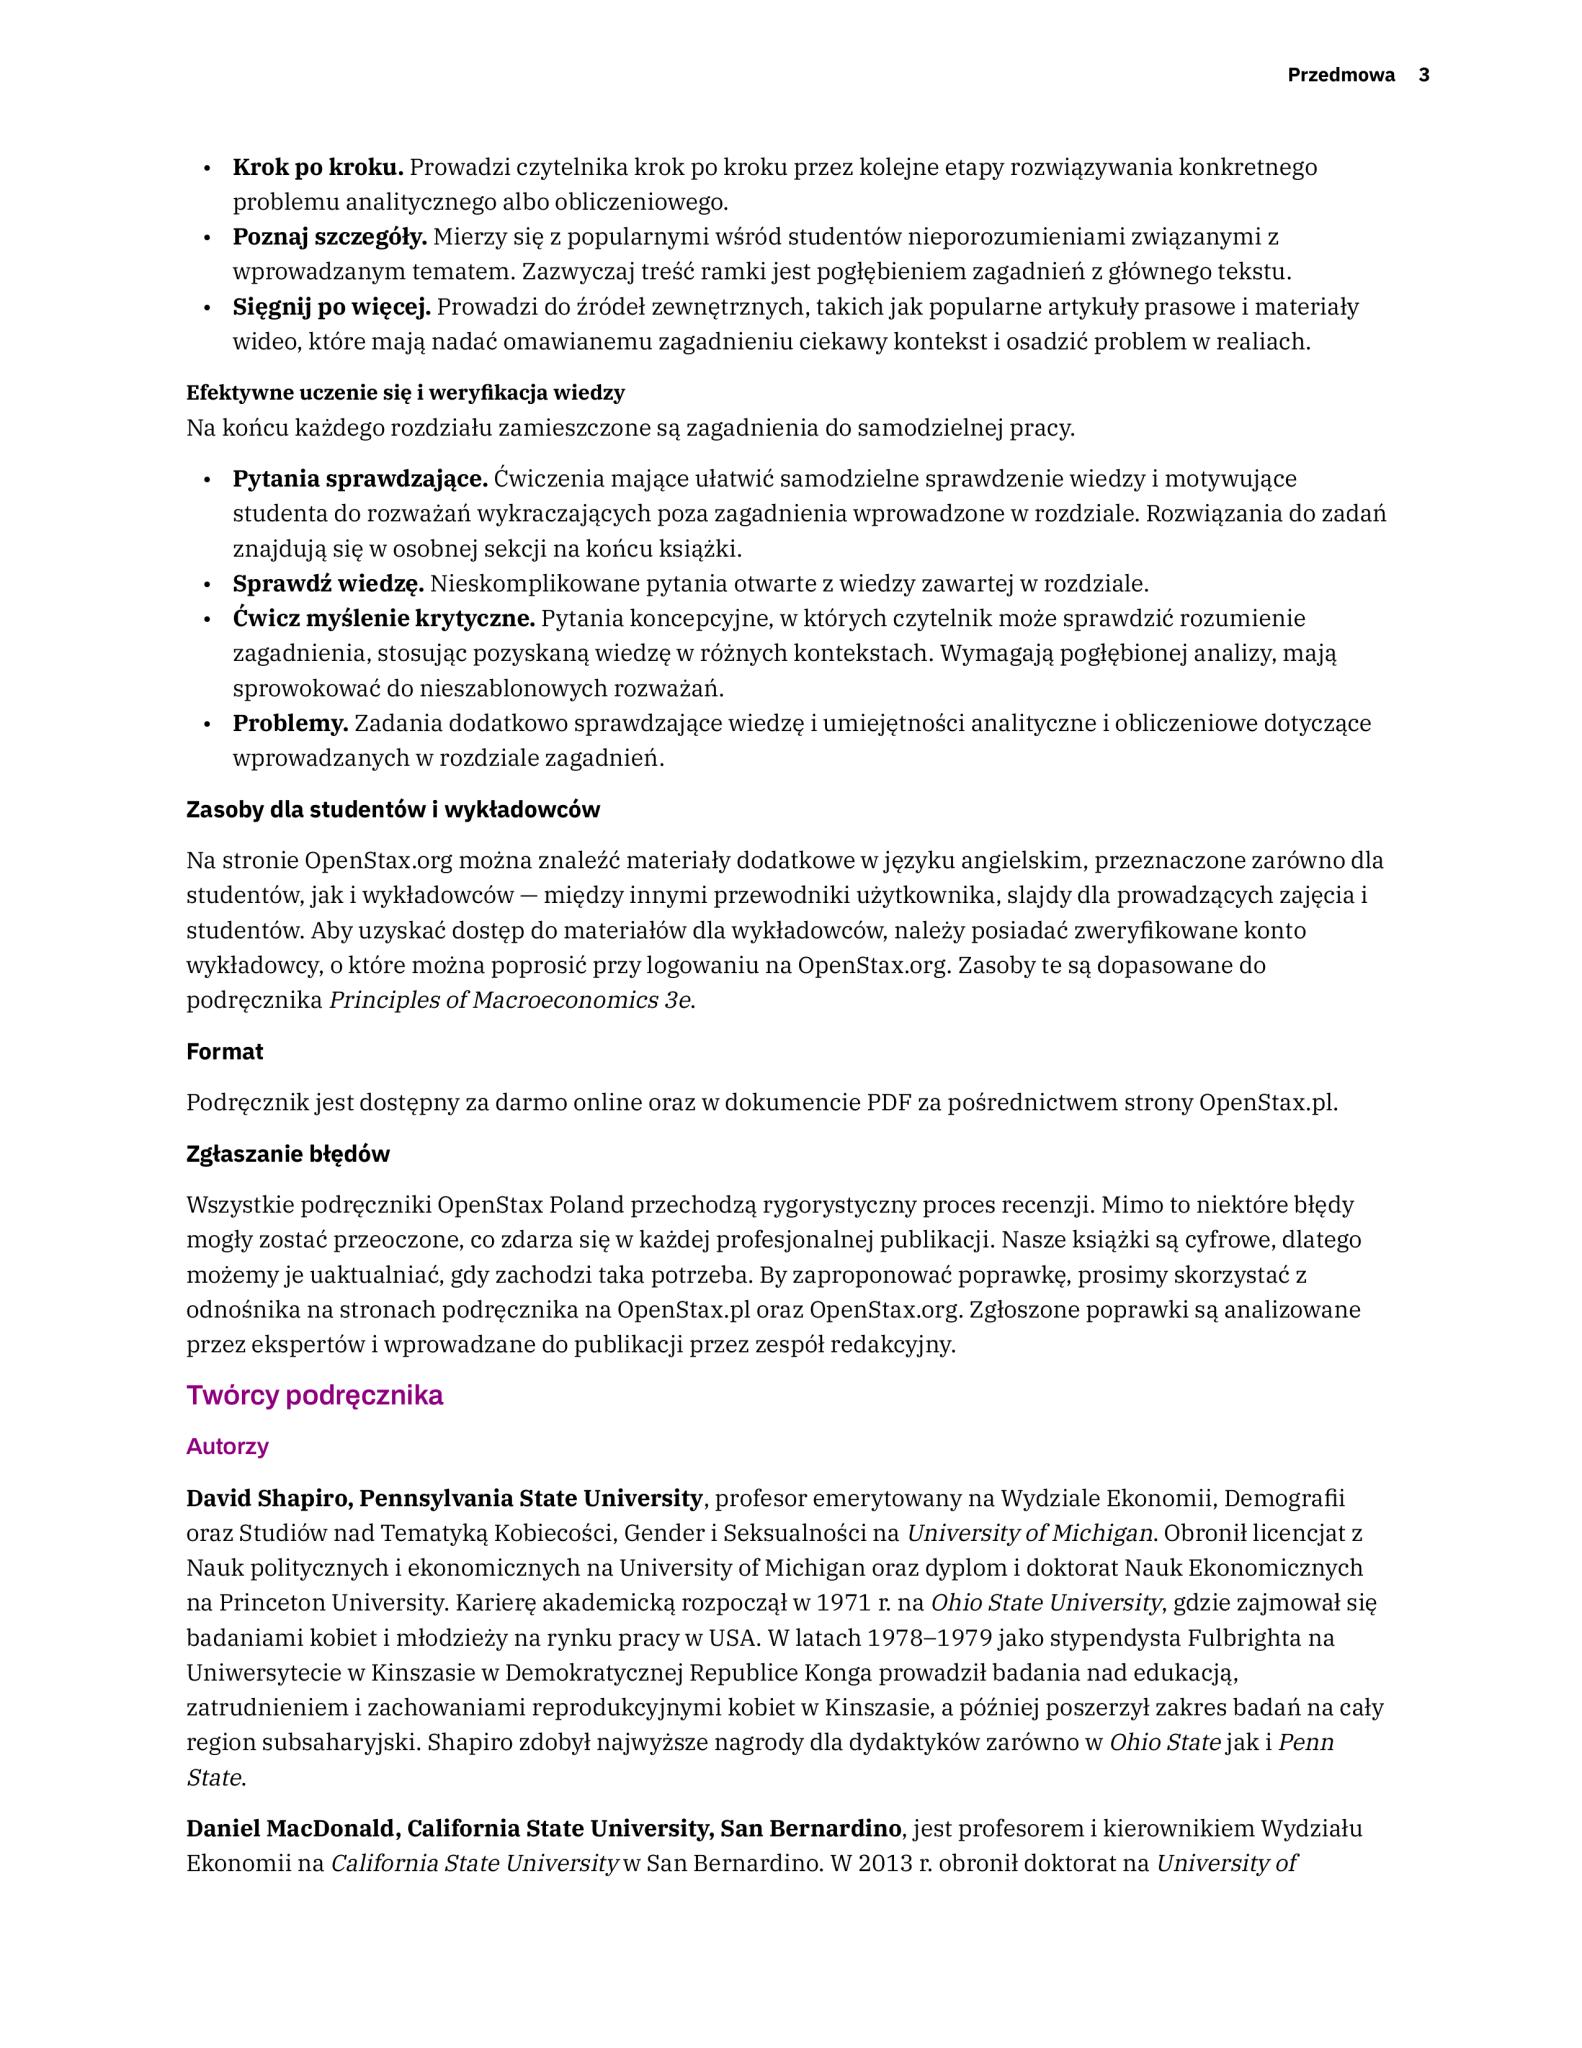 Przedmowa 3
• Krok po kroku. Prowadzi czytelnika krok po kroku przez kolejne etapy rozwiązywania konkretnego
problemu analitycznego albo obliczeniowego.
• Poznaj szczegóły. Mierzy się z popularnymi wśród studentów nieporozumieniami związanymi z
wprowadzanym tematem. Zazwyczaj treść ramki jest pogłębieniem zagadnień z głównego tekstu.
• Sięgnij po więcej. Prowadzi do źródeł zewnętrznych, takich jak popularne artykuły prasowe i materiały
wideo, które mają nadać omawianemu zagadnieniu ciekawy kontekst i osadzić problem w realiach.
Efektywne uczenie się i weryfikacja wiedzy
Na końcu każdego rozdziału zamieszczone są zagadnienia do samodzielnej pracy.
• Pytania sprawdzające. Ćwiczenia mające ułatwić samodzielne sprawdzenie wiedzy i motywujące
studenta do rozważań wykraczających poza zagadnienia wprowadzone w rozdziale. Rozwiązania do zadań
znajdują się w osobnej sekcji na końcu książki.
• Sprawdź wiedzę. Nieskomplikowane pytania otwarte z wiedzy zawartej w rozdziale.
• Ćwicz myślenie krytyczne. Pytania koncepcyjne, w których czytelnik może sprawdzić rozumienie
zagadnienia, stosując pozyskaną wiedzę w różnych kontekstach. Wymagają pogłębionej analizy, mają
sprowokować do nieszablonowych rozważań.
• Problemy. Zadania dodatkowo sprawdzające wiedzę i umiejętności analityczne i obliczeniowe dotyczące
wprowadzanych w rozdziale zagadnień.
Zasoby dla studentów i wykładowców
Na stronie OpenStax.org można znaleźć materiały dodatkowe w języku angielskim, przeznaczone zarówno dla
studentów, jak i wykładowców — między innymi przewodniki użytkownika, slajdy dla prowadzących zajęcia i
studentów. Aby uzyskać dostęp do materiałów dla wykładowców, należy posiadać zweryfikowane konto
wykładowcy, o które można poprosić przy logowaniu na OpenStax.org. Zasoby te są dopasowane do
podręcznika Principles of Macroeconomics 3e.
Format
Podręcznik jest dostępny za darmo online oraz w dokumencie PDF za pośrednictwem strony OpenStax.pl.
Zgłaszanie błędów
Wszystkie podręczniki OpenStax Poland przechodzą rygorystyczny proces recenzji. Mimo to niektóre błędy
mogły zostać przeoczone, co zdarza się w każdej profesjonalnej publikacji. Nasze książki są cyfrowe, dlatego
możemy je uaktualniać, gdy zachodzi taka potrzeba. By zaproponować poprawkę, prosimy skorzystać z
odnośnika na stronach podręcznika na OpenStax.pl oraz OpenStax.org. Zgłoszone poprawki są analizowane
przez ekspertów i wprowadzane do publikacji przez zespół redakcyjny.
Twórcy podręcznika
Autorzy
David Shapiro, Pennsylvania State University, profesor emerytowany na Wydziale Ekonomii, Demografii
oraz Studiów nad Tematyką Kobiecości, Gender i Seksualności na University of Michigan. Obronił licencjat z
Nauk politycznych i ekonomicznych na University of Michigan oraz dyplom i doktorat Nauk Ekonomicznych
na Princeton University. Karierę akademicką rozpoczął w 1971 r. na Ohio State University, gdzie zajmował się
badaniami kobiet i młodzieży na rynku pracy w USA. W latach 1978–1979 jako stypendysta Fulbrighta na
Uniwersytecie w Kinszasie w Demokratycznej Republice Konga prowadził badania nad edukacją,
zatrudnieniem i zachowaniami reprodukcyjnymi kobiet w Kinszasie, a później poszerzył zakres badań na cały
region subsaharyjski. Shapiro zdobył najwyższe nagrody dla dydaktyków zarówno w Ohio State jak i Penn
State.
Daniel MacDonald, California State University, San Bernardino, jest profesorem i kierownikiem Wydziału
Ekonomii na California State University w San Bernardino. W 2013 r. obronił doktorat na University of